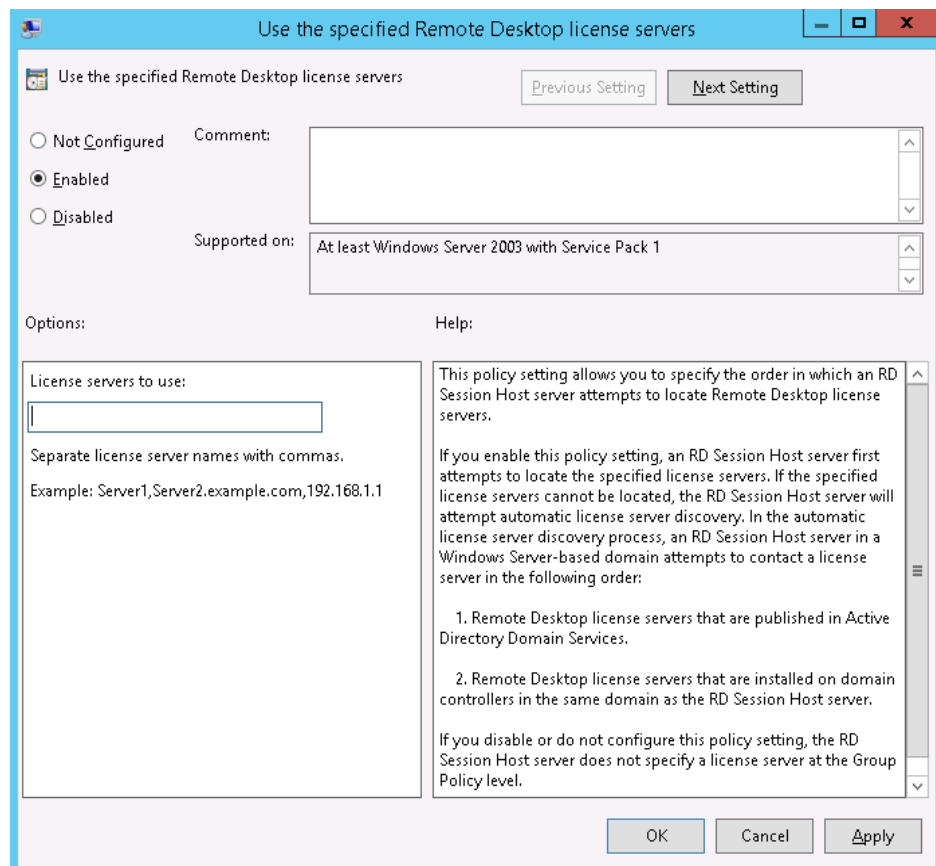 Use the specified Remote Desktop license servers
Use the specified Remote Desktop license servers
Previous Setting
Next Setting
Not Configured
Comment:
Enabled
Disabled
Supported on:
At least Windows Server 2003 with Service Pack 1
Options:
Help:
License servers to use:
Separate license server names with commas.
Example: Server1,Server2.example.com,192.168.1.1
This policy setting allows you to specify the order in which an RD
Session Host server attempts to locate Remote Desktop license
servers.
If you enable this policy setting, an RD Session Host server first
attempts to locate the specified license servers. If the specified
license servers cannot be located, the RD Session Host server will
attempt automatic license server discovery. In the automatic
license server discovery process, an RD Session Host server in a
Windows Server-based domain attempts to contact a license
server in the following order:
1. Remote Desktop license servers that are published in Active
Directory Domain Services.
2. Remote Desktop license servers that are installed on domain
controllers in the same domain as the RD Session Host server.
If you disable or do not configure this policy setting, the RD
Session Host server does not specify a license server at the Group
Policy level.
OK
Cancel
Apply